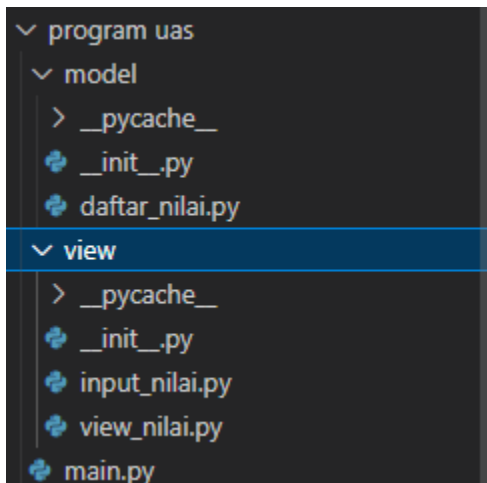 program uas
model
__pycache__
__init__.py
daftar_nilai.py
view
__pycache__
__init__.py
input_nilai.py
view_nilai.py
main.py